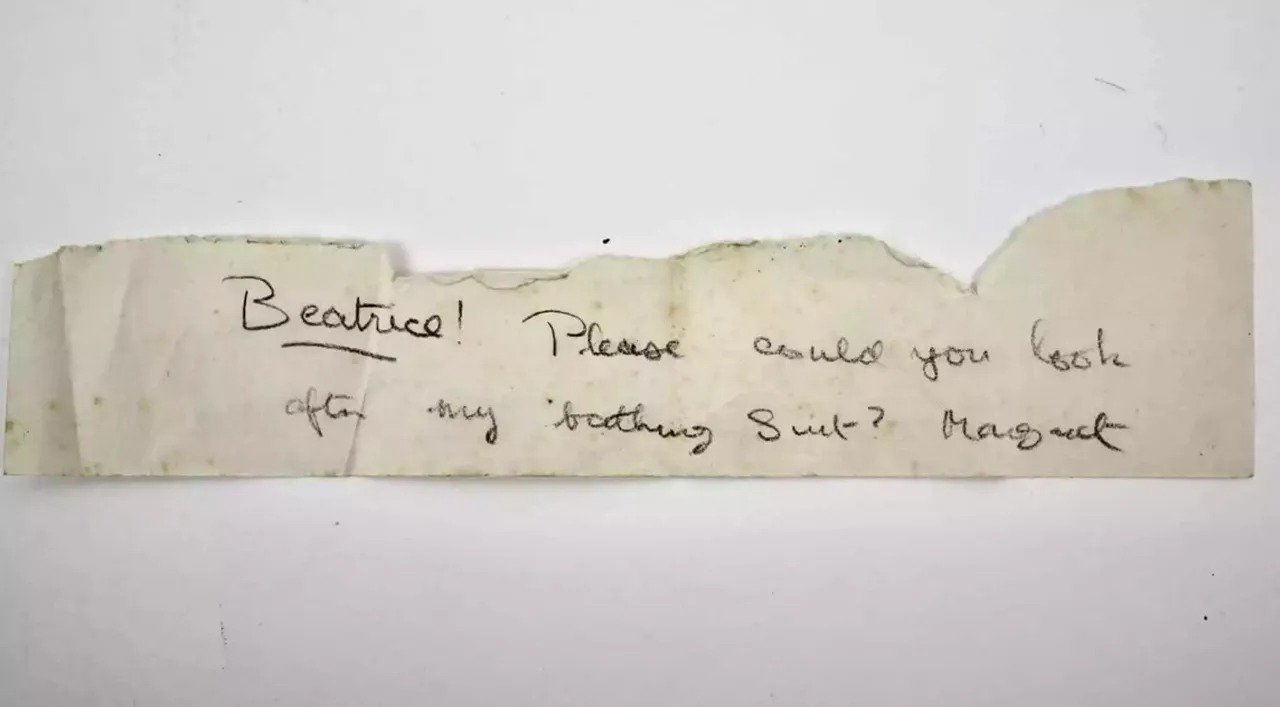 Beatrice! Please could you look
after my bathing suit? Margaret